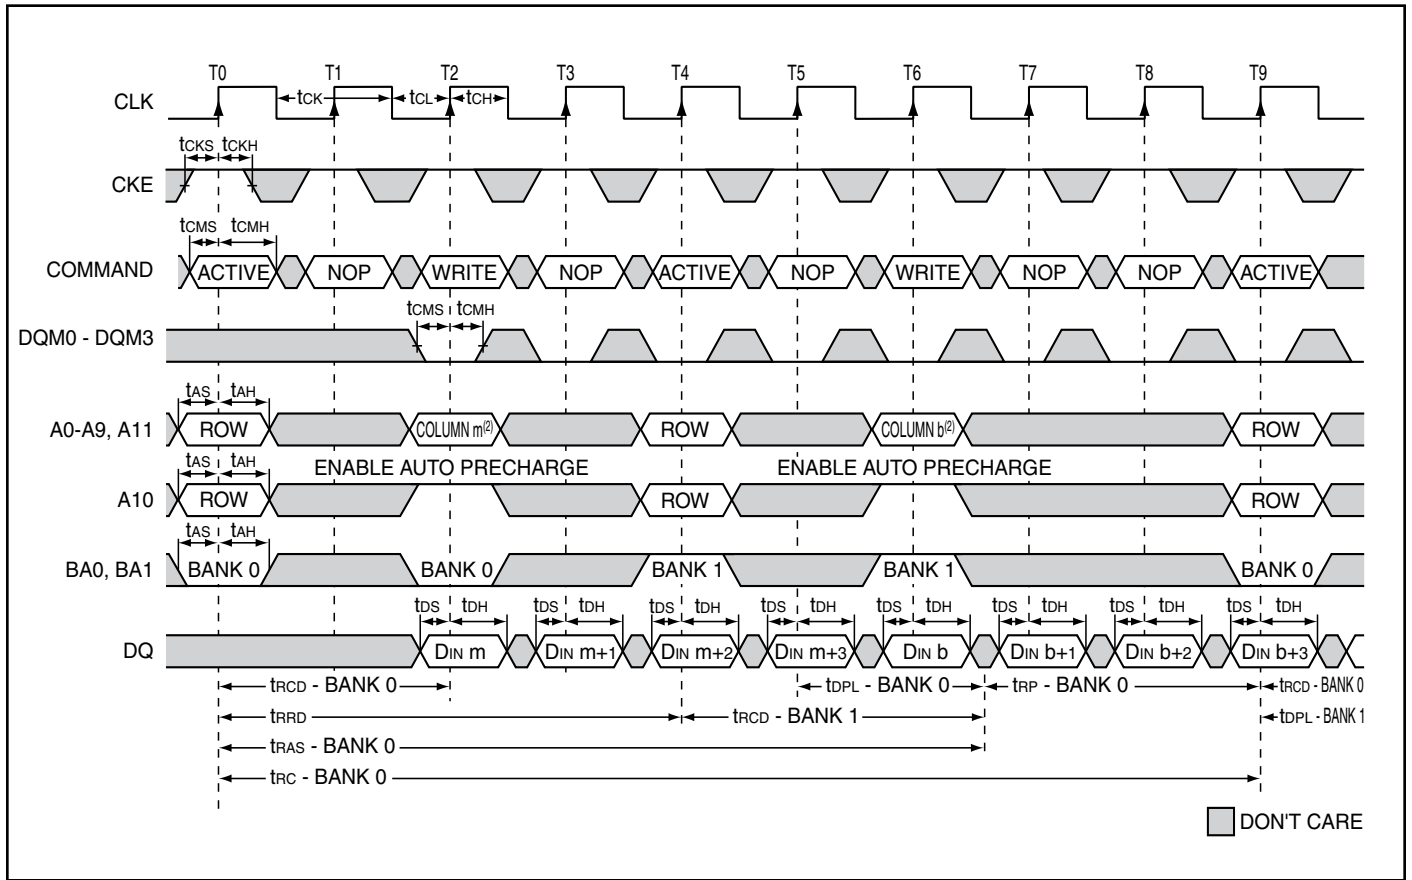 T0 T1 T2 T3 T4 T5 T6 T7 T8 T9
CLK tCK tCL tCH
tCKS tCKH
CKE
tCMS tCMH
COMMAND ACTIVE NOP WRITE NOP ACTIVE NOP WRITE NOP NOP ACTIVE
tCMS tCMH
DQM0 - DQM3
tAS tAH
A0-A9, A11 ROW COLUMN m(2) ROW COLUMN b(2) ROW
tAS tAH ENABLE AUTO PRECHARGE ENABLE AUTO PRECHARGE
A10 ROW ROW ROW
tAS tAH
BA0, BA1 BANK 0 BANK 0 BANK 1 BANK 1 BANK 0
tDS tDH tDS tDH tDS tDH tDS tDH tDS tDH tDS tDH tDS tDH tDS tDH
DQ DIN m DIN m+1 DIN m+2 DIN m+3 DIN b DIN b+1 DIN b+2 DIN b+3
tRCD - BANK 0 tDPL - BANK 0 tRP - BANK 0 tRCD - BANK 0
tRRD tRCD - BANK 1 tDPL - BANK 1
tRAS - BANK 0
tRC - BANK 0
DON'T CARE